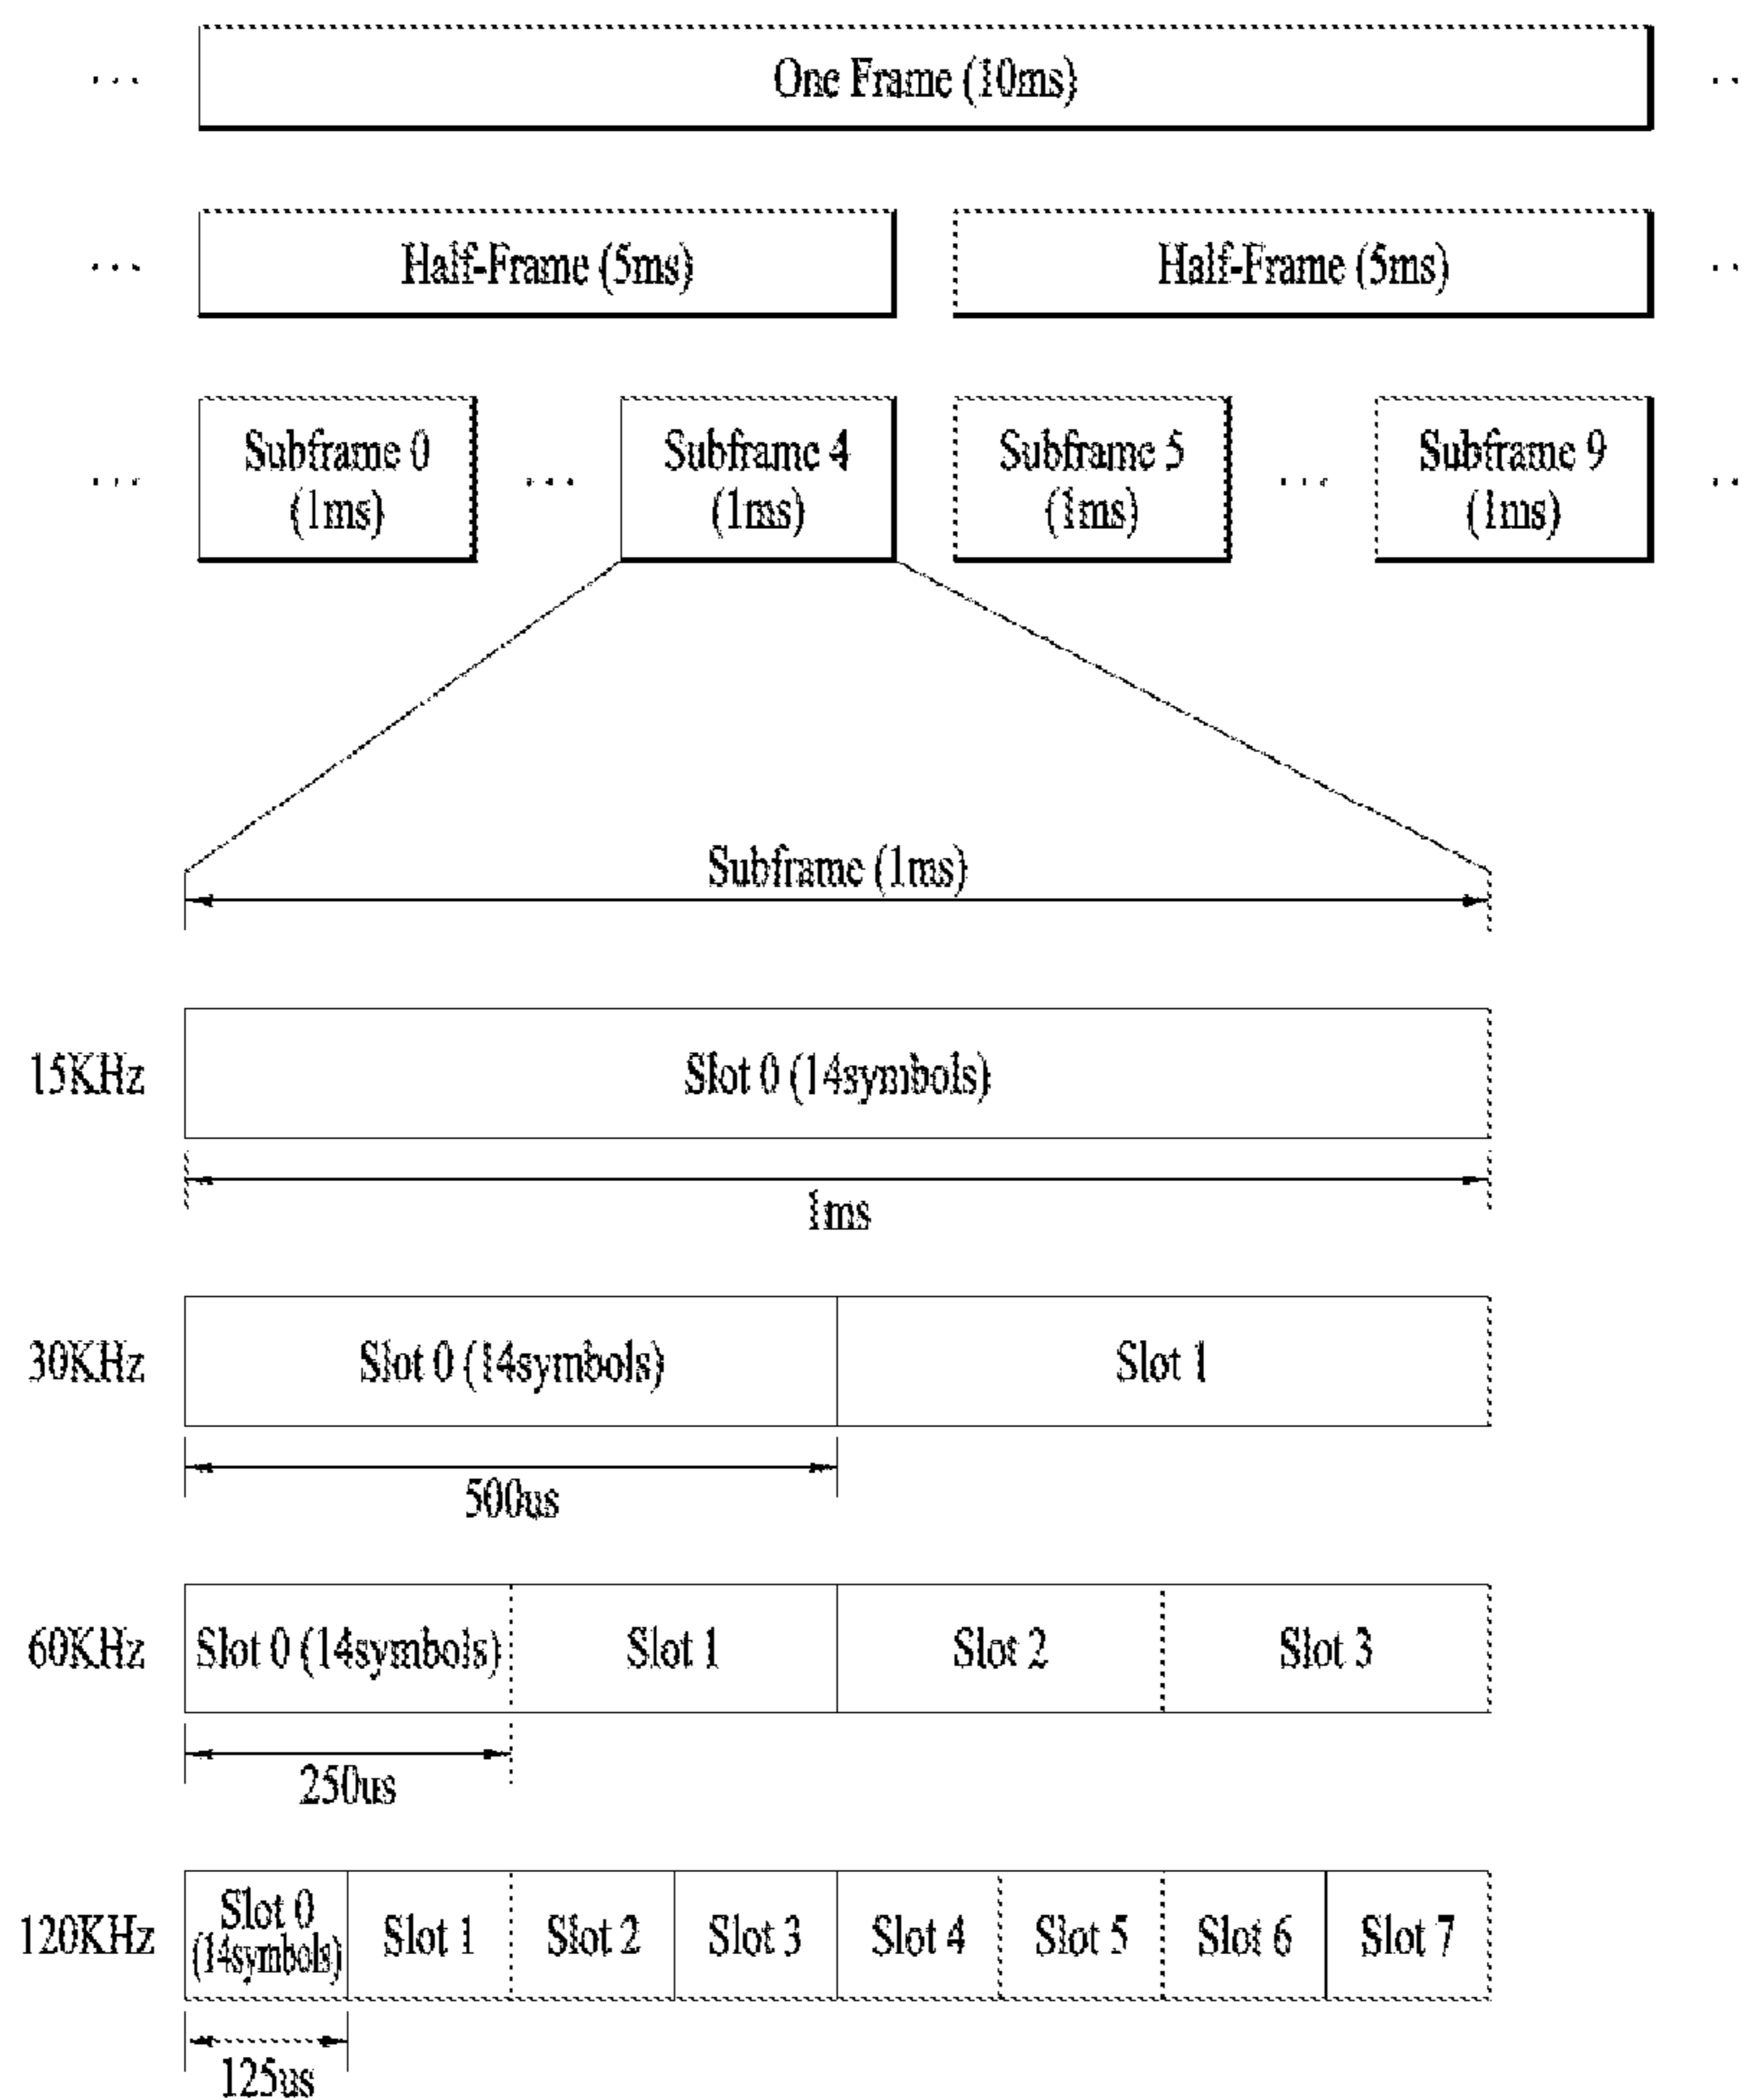 ... One Frame (10ms) ..
... Half-Frame (5ms) Half-Frame (5ms) ..
... Subframe 0 (1ms) ... Subframe 4 (1ms) Subframe 5 (1ms) ... Subframe 9 (1ms) ..
Subframe (1ms)
15KHz Slot 0 (14symbols)
1ms
30KHz Slot 0 (14symbols) Slot 1
500us
60KHz Slot 0 (14symbols) Slot 1 Slot 2 Slot 3
250us
120KHz Slot 0 (14symbols) Slot 1 Slot 2 Slot 3 Slot 4 Slot 5 Slot 6 Slot 7
125us